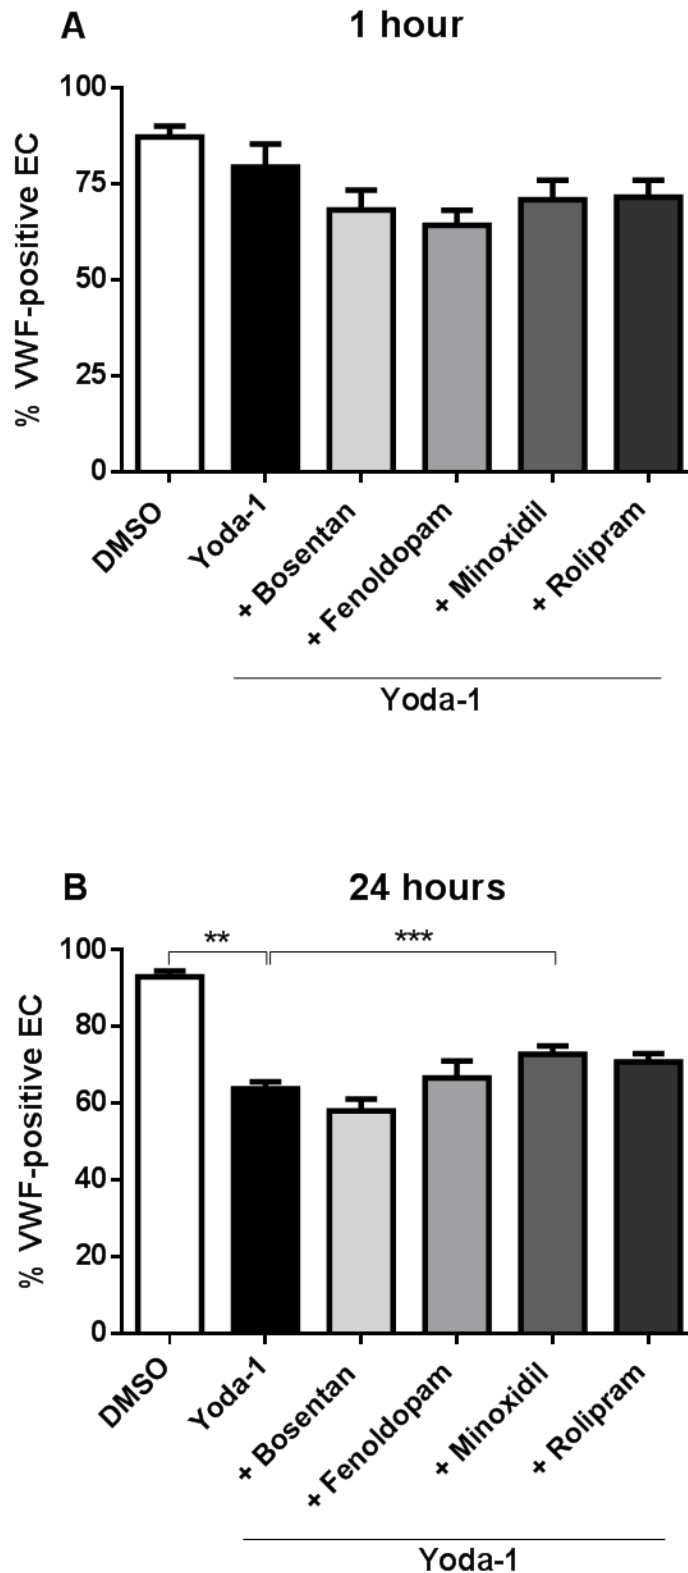 A
1 hour
% VWF-positive EC
100
75
50
25
0
DMSO
Yoda-1
+ Bosentan
+ Fenoldopam
+ Minoxidil
+ Rolipram
Yoda-1
B
24 hours
% VWF-positive EC
100
80
60
40
20
0
**
***
DMSO
Yoda-1
+ Bosentan
+ Fenoldopam
+ Minoxidil
+ Rolipram
Yoda-1